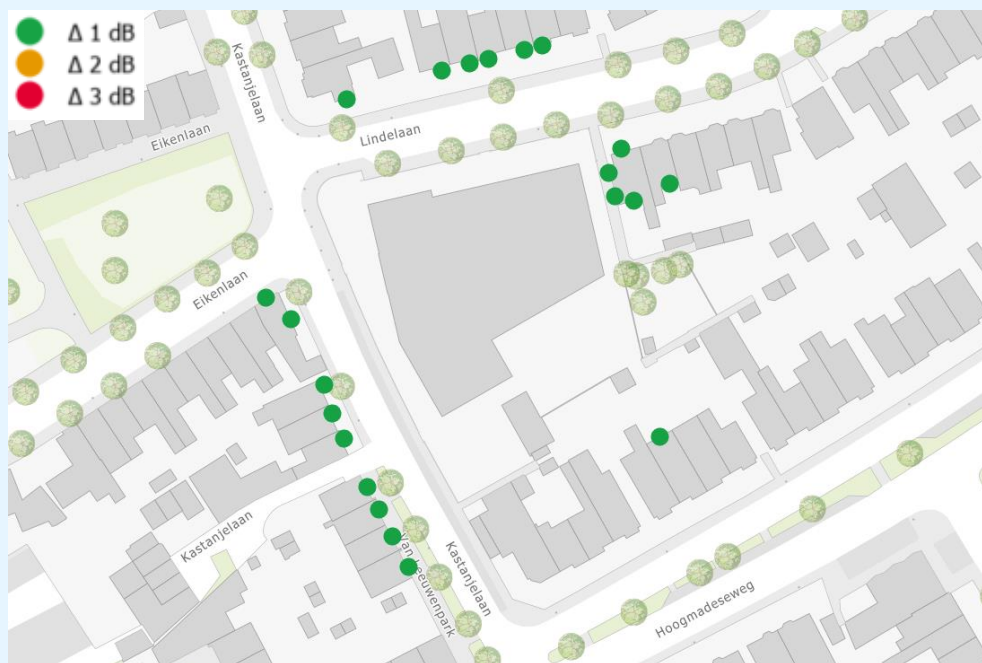 Δ 1 dB
Δ 2 dB
Δ 3 dB
Kastanjelaan
Eikenlaan
Lindelaan
Eikenlaan
Kastanjelaan
Van Leeuwenpark
Kastanjelaan
Hoogmadeseweg